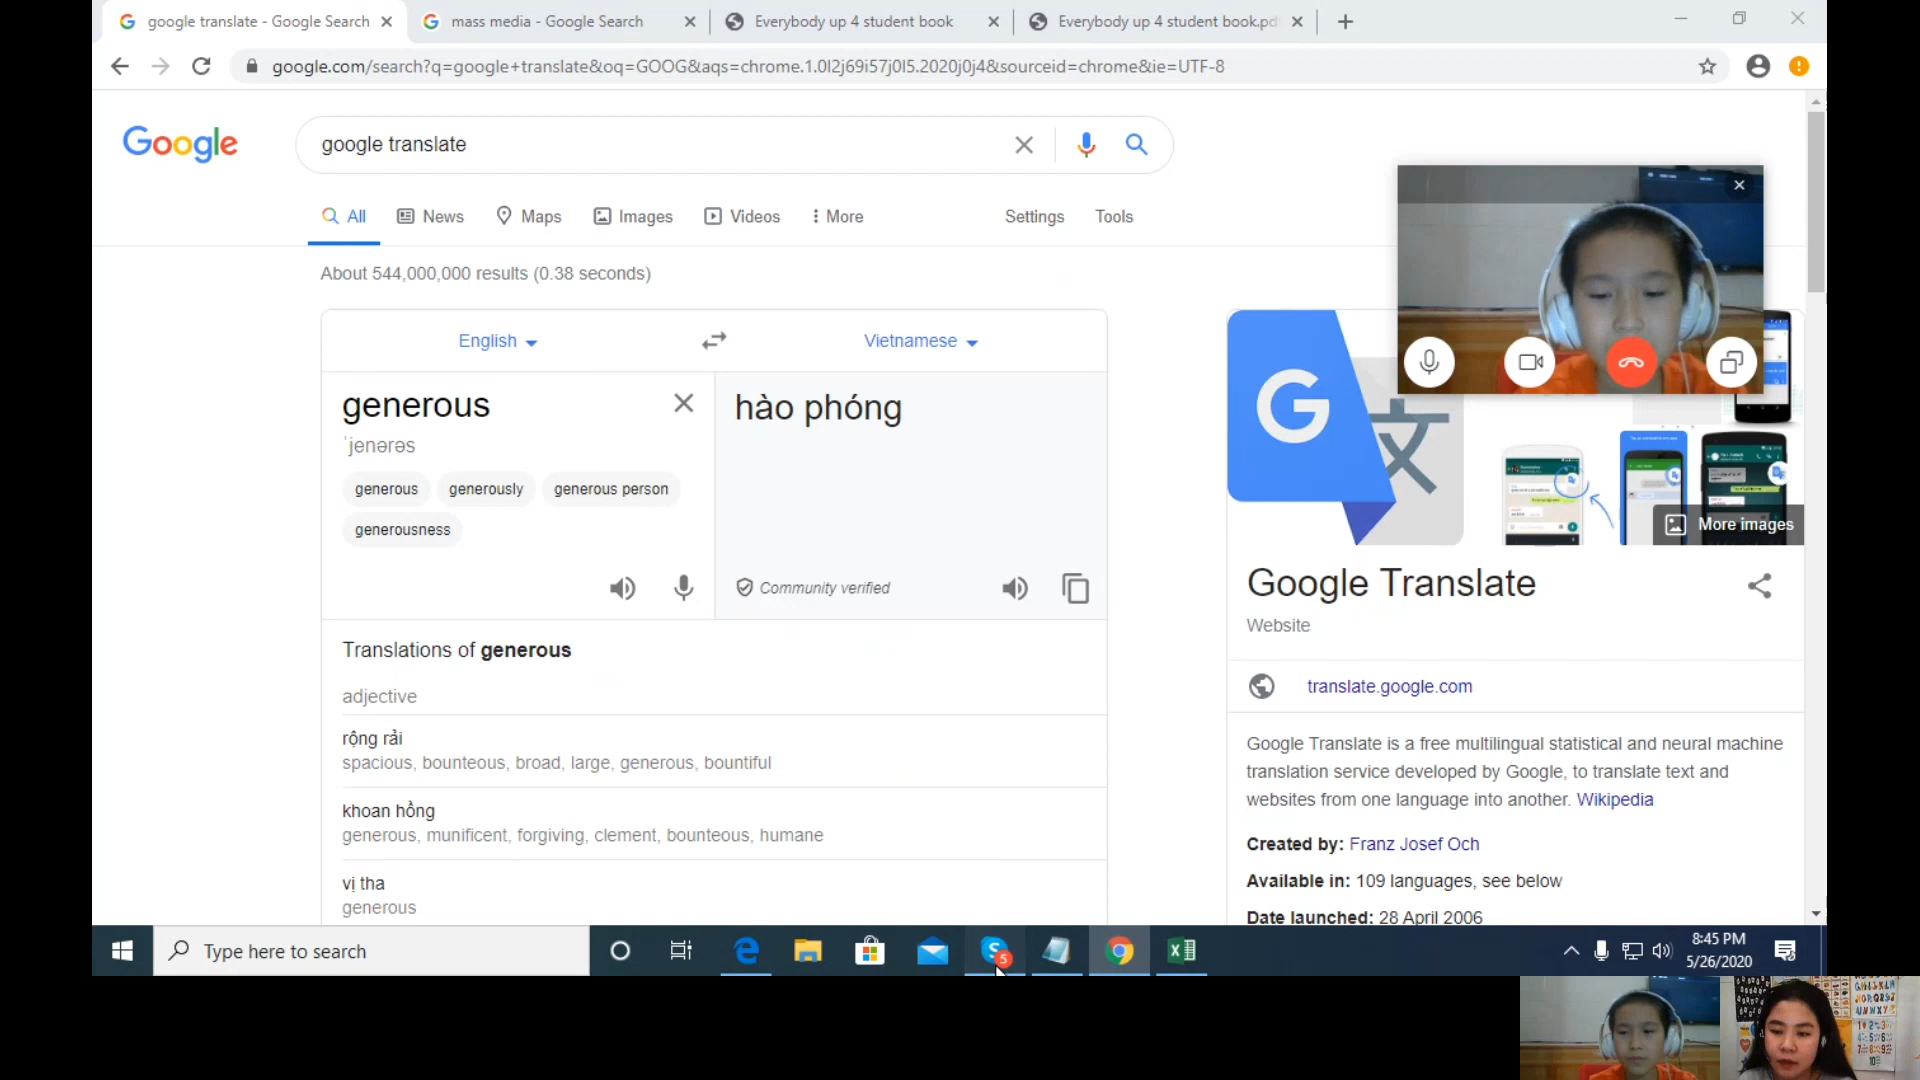 google translate - Google Search
mass media - Google Search
Everybody up 4 student book
Everybody up 4 student book.pd
google.com/search?q=google+translate&oq=GOOG&aqs=chrome.1.0l2j69i57j0l5.2020j0j4&sourceid=chrome&ie=UTF-8
Google
google translate
All
News
Maps
Images
Videos
More
Settings
Tools
About 544,000,000 results (0.38 seconds)
English
Vietnamese
generous
hào phóng
ˈjenərəs
generous
generously
generous person
generousness
Community verified
More images
Google Translate
Website
translate.google.com
Translations of generous
adjective
rộng rải
spacious, bounteous, broad, large, generous, bountiful
khoan hồng
generous, munificent, forgiving, clement, bounteous, humane
vị tha
generous
Google Translate is a free multilingual statistical and neural machine
translation service developed by Google, to translate text and
websites from one language into another. Wikipedia
Created by: Franz Josef Och
Available in: 109 languages, see below
Date launched: 28 April 2006
Type here to search
5
8:45 PM
5/26/2020